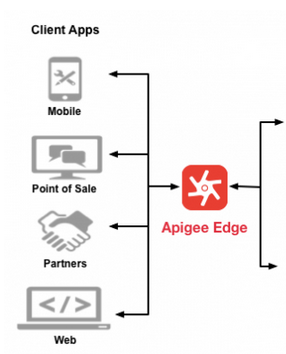 Client Apps
Mobile
Point of Sale
Apigee Edge
Partners
</>
Web